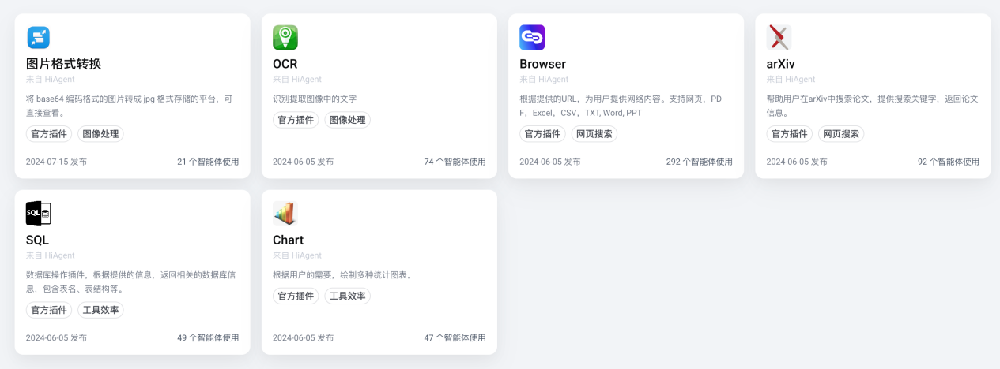 图片格式转换
来自 HiAgent
将 base64 编码格式的图片转成 jpg 格式存储的平台，可
直接查看。
官方插件 图像处理
2024-07-15 发布 21 个智能体使用
OCR
来自 HiAgent
识别提取图像中的文字
官方插件 图像处理
2024-06-05 发布 74 个智能体使用
Browser
来自 HiAgent
根据提供的URL，为用户提供网络内容。支持网页，PD
F，Excel，CSV，TXT, Word, PPT
官方插件 网页搜索
2024-06-05 发布 292 个智能体使用
arXiv
来自 HiAgent
帮助用户在arXiv中搜索论文，提供搜索关键字，返回论文
信息。
官方插件 网页搜索
2024-06-05 发布 92 个智能体使用
SQL
SQL
来自 HiAgent
数据库操作插件，根据提供的信息，返回相关的数据库信
息，包含表名、表结构等。
官方插件 工具效率
2024-06-05 发布 49 个智能体使用
Chart
来自 HiAgent
根据用户的需要，绘制多种统计图表。
官方插件 工具效率
2024-06-05 发布 47 个智能体使用